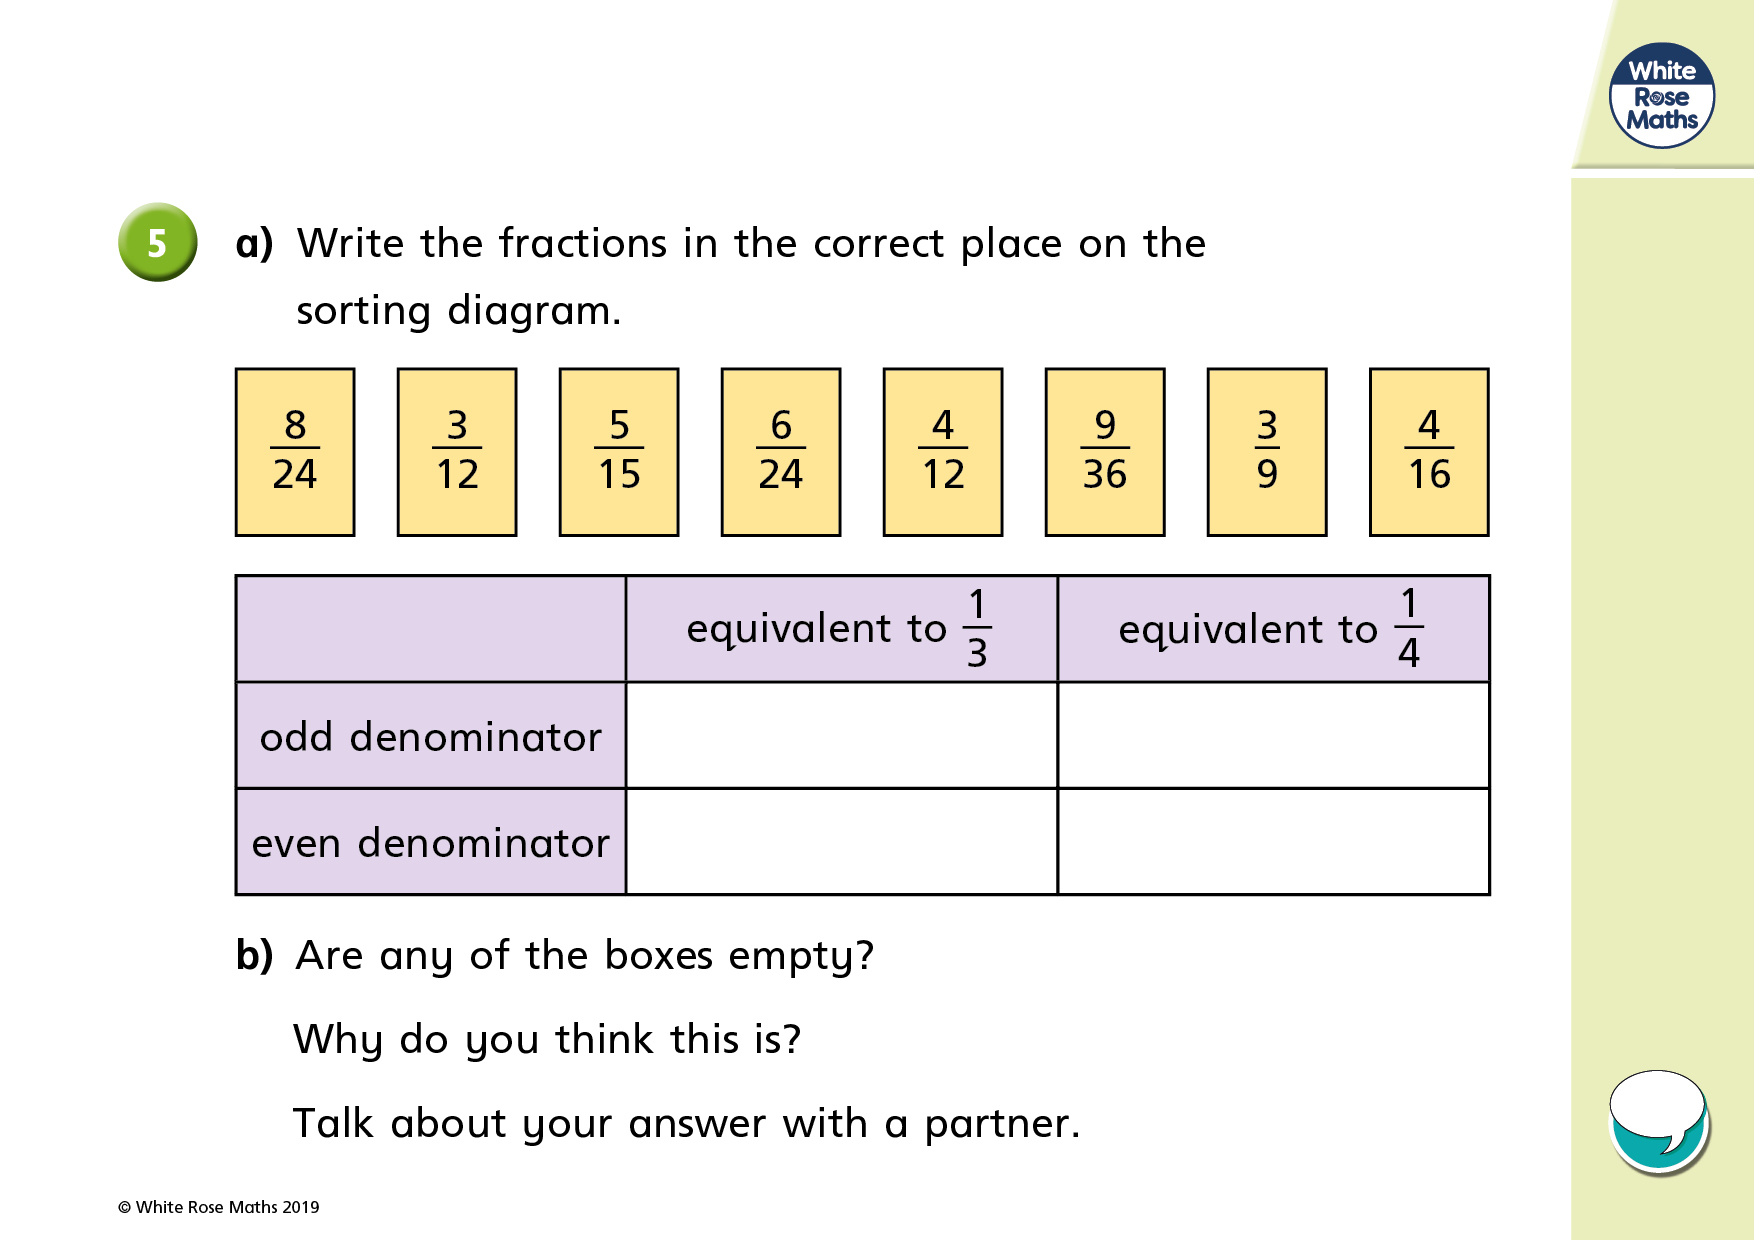 White
Rose
Maths
5 a) Write the fractions in the correct place on the
sorting diagram.
8/24 3/12 5/15 6/24 4/12 9/36 3/9 4/16
equivalent to 1/3 equivalent to 1/4
odd denominator
even denominator
b) Are any of the boxes empty?
Why do you think this is?
Talk about your answer with a partner.
© White Rose Maths 2019